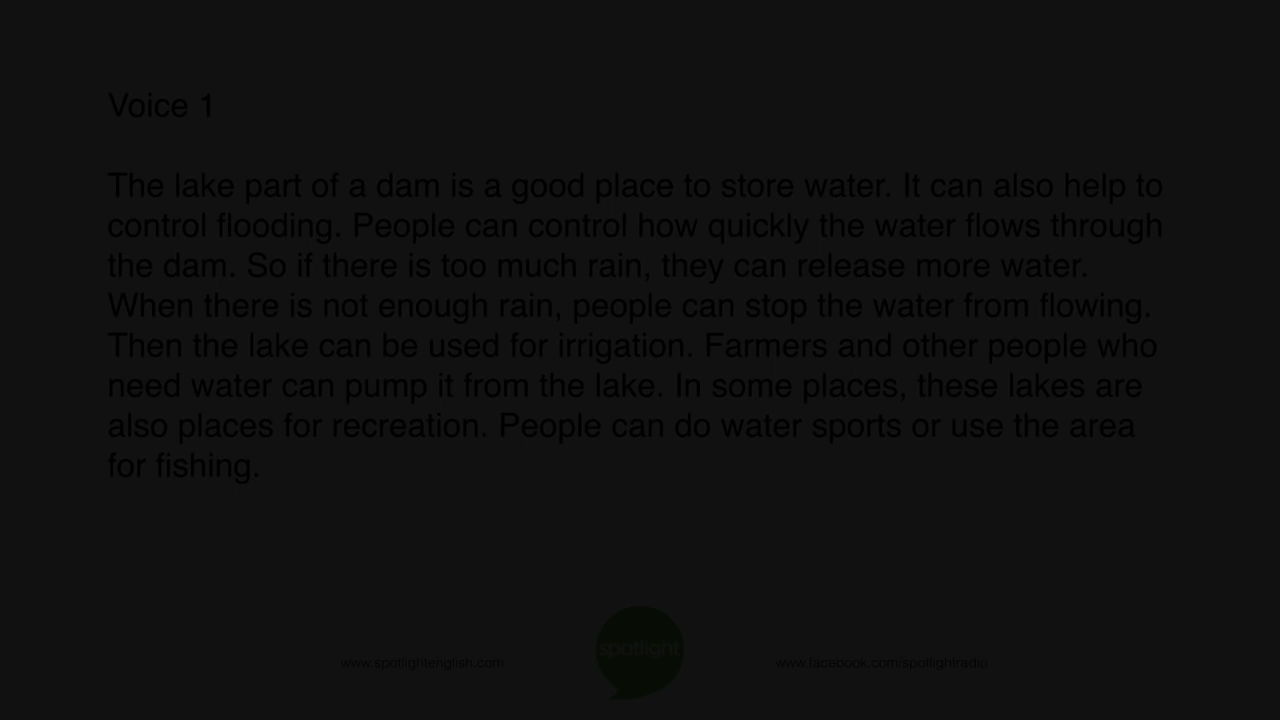 Voice 1
The lake part of a dam is a good place to store water. It can also help to
control flooding. People can control how quickly the water flows through
the dam. So if there is too much rain, they can release more water.
When there is not enough rain, people can stop the water from flowing.
Then the lake can be used for irrigation. Farmers and other people who
need water can pump it from the lake. In some places, these lakes are
also places for recreation. People can do water sports or use the area
for fishing.
spotlight
www.spotlightenglish.com
www.facebook.com/spotlightradio